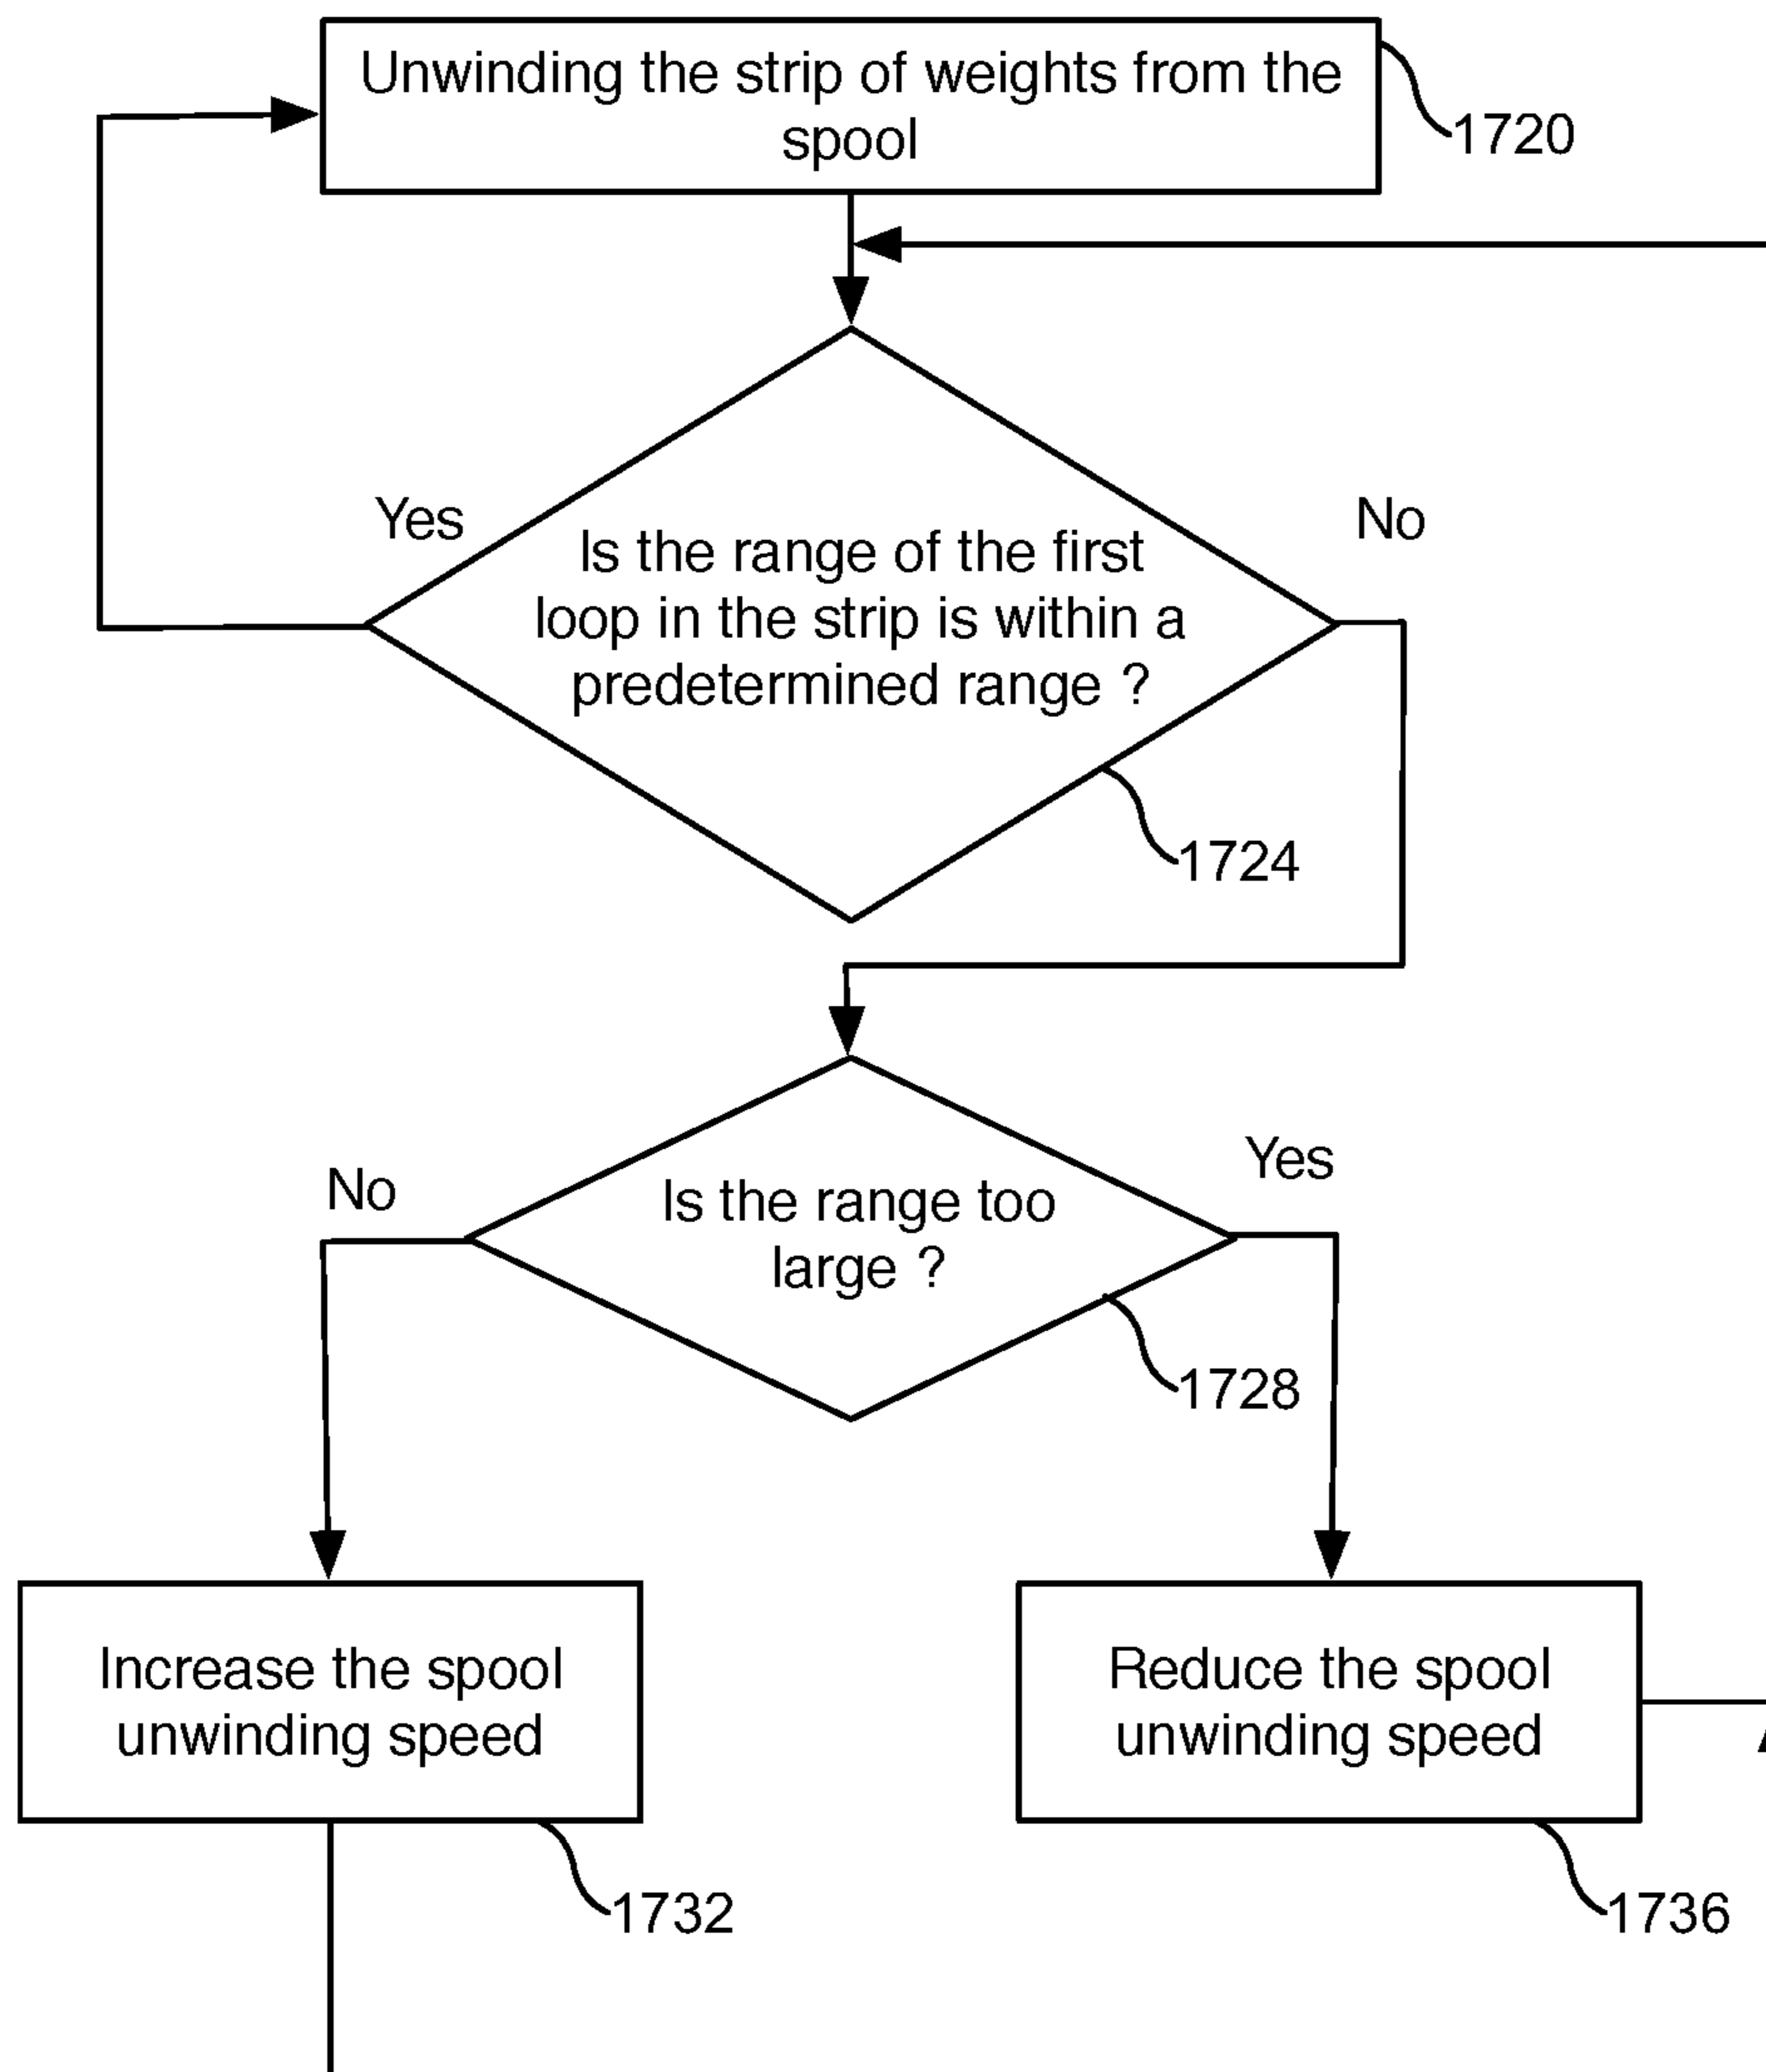 Unwinding the strip of weights from the
spool
1720
Yes
No
Is the range of the first
loop in the strip is within a
predetermined range ?
1724
No
Yes
Is the range too
large ?
1728
Increase the spool
unwinding speed
1732
Reduce the spool
unwinding speed
1736